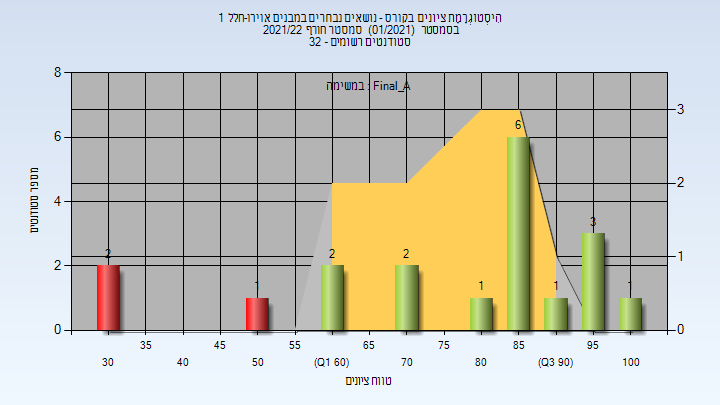 היסטוגרמת ציונים בקורס - נושאים נבחרים במבנים אוירו-חלל 1
בסמסטר (01/2021) סמסטר חורף 2021/22
סטודנטים רשומים - 32
במשימה : Final_A
מספר סטודנטים
8
6
4
2
0
3
2
1
0
2
1
2
2
1
6
1
3
1
35 45 55 65 75 85 95
30 40 50 (Q1 60) 70 80 (Q3 90) 100
טווח ציונים